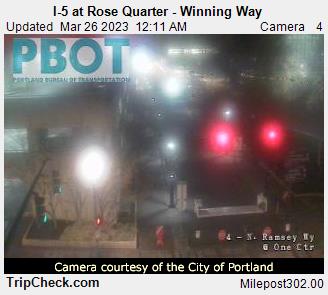 I-5 at Rose Quarter - Winning Way
Updated Mar 26 2023 12:11 AM Camera 4
PBOT
PORTLAND BUREAU OF TRANSPORTATION
4 - N. Ramsey Wy
@ One Ctr
Camera courtesy of the City of Portland
TripCheck.com Milepost302.00